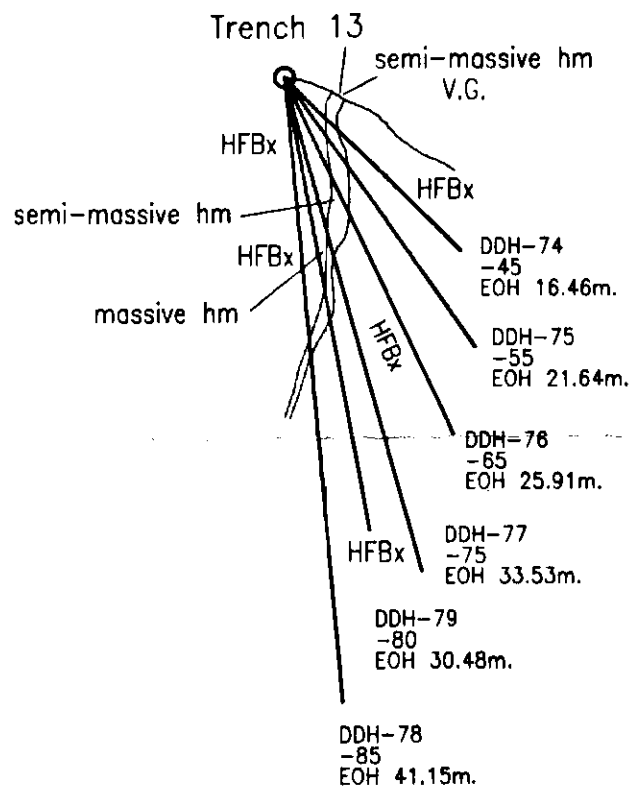 Trench 13
semi-massive hm
V.G.
HFBx
HFBx
semi-massive hm
HFBx
massive hm
HFBx
DDH-74
-45
EOH 16.46m.
DDH-75
-55
EOH 21.64m.
DDH-76
-65
EOH 25.91m.
HFBx
DDH-77
-75
EOH 33.53m.
DDH-79
-80
EOH 30.48m.
DDH-78
-85
EOH 41.15m.